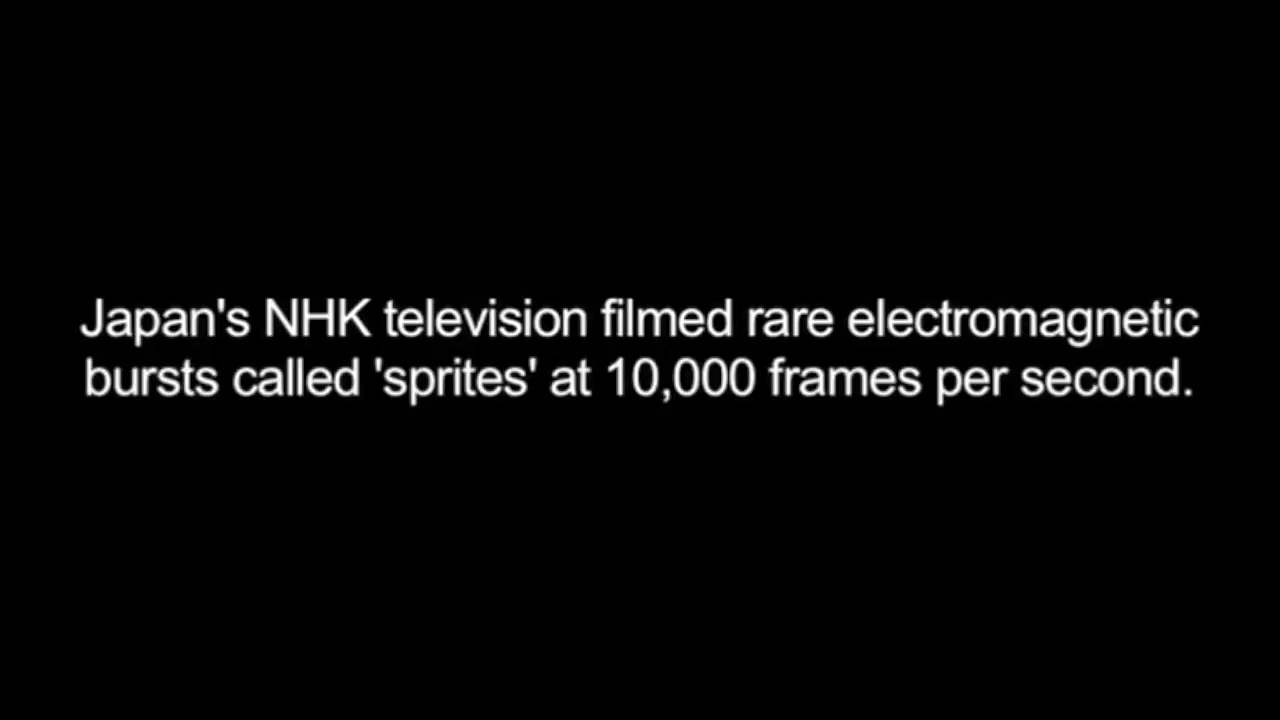 Japan's NHK television filmed rare electromagnetic
bursts called 'sprites' at 10,000 frames per second.